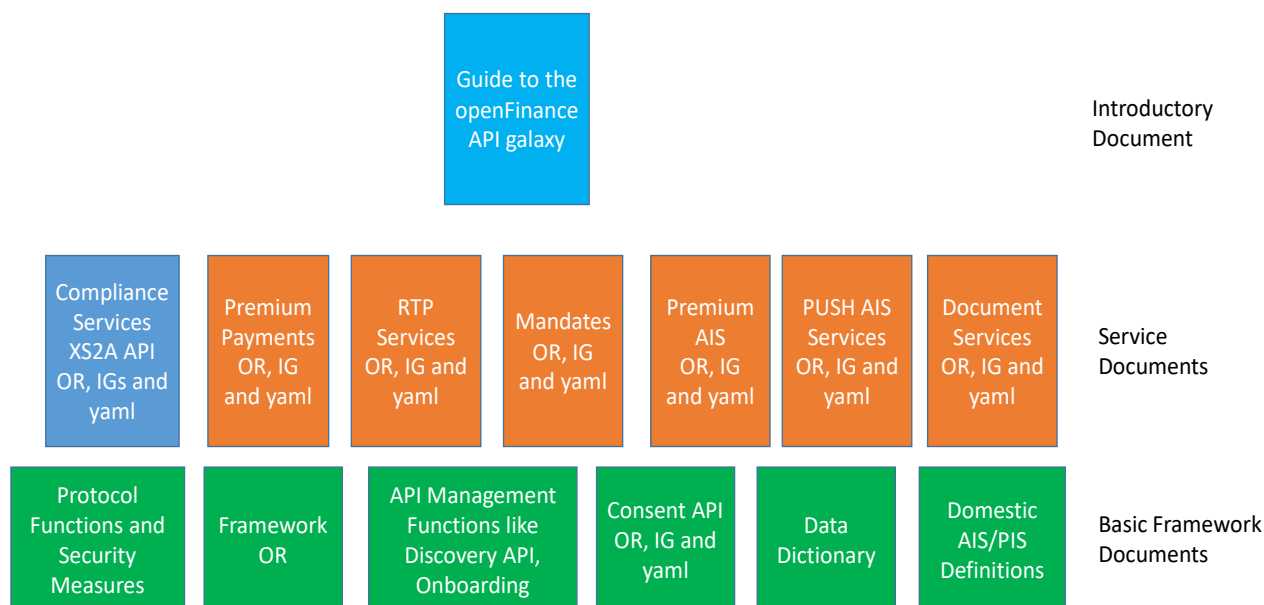 Guide to the
openFinance
API galaxy
Introductory
Document
Compliance
Services
XS2A API
OR, IGs and
yaml
Premium
Payments
OR, IG
and yaml
RTP
Services
OR, IG and
yaml
Mandates
OR, IG
and yaml
Premium
AIS
OR, IG
and yaml
PUSH AIS
Services
OR, IG and
yaml
Document
Services
OR, IG and
yaml
Service
Documents
Protocol
Functions and
Security
Measures
Framework
OR
API Management
Functions like
Discovery API,
Onboarding
Consent API
OR, IG and
yaml
Data
Dictionary
Domestic
AIS/PIS
Definitions
Basic Framework
Documents